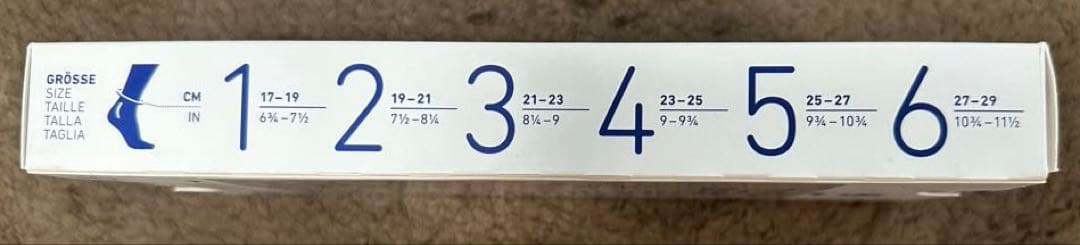 GRÖSSE
SIZE
TAILLE
TALLA
TAGLIA
CM
IN
1
17–19
6¾–7½
2
19–21
7½–8¼
3
21–23
8¼–9
4
23–25
9–9¾
5
25–27
9¾–10¾
6
27–29
10¾–11½